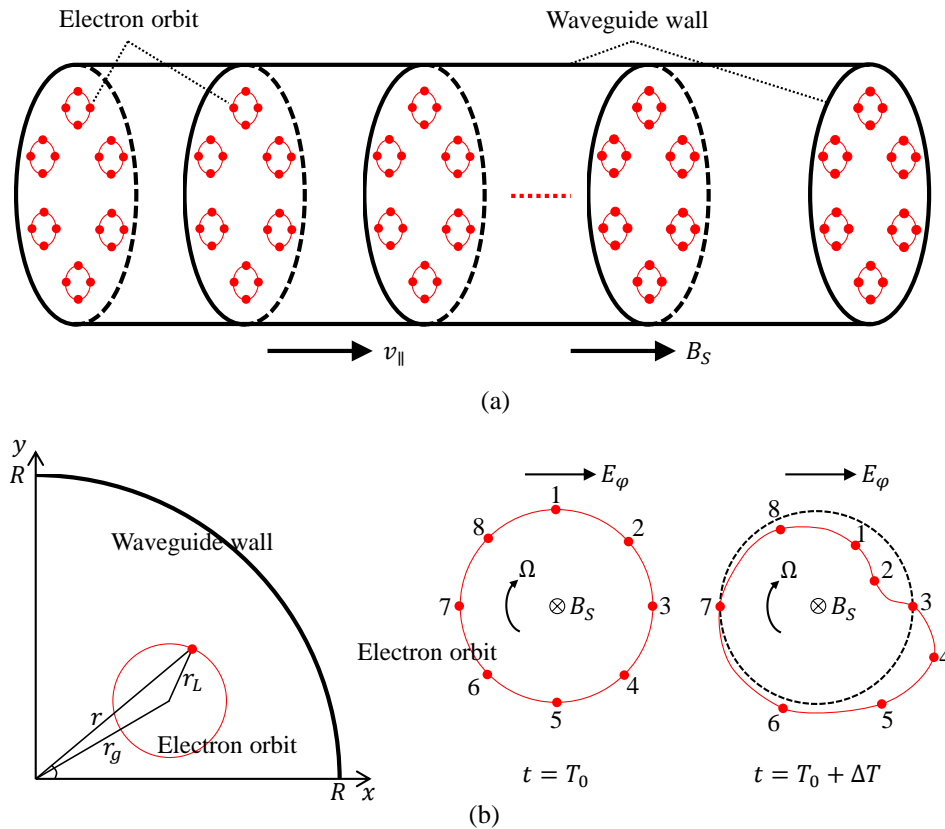 Electron orbit
Waveguide wall
v∥
B_S
(a)
y
R
Waveguide wall
r
r_g
r_L
Electron orbit
R
x
E_φ
1
2
3
4
5
6
7
8
Ω
⊗ B_S
Electron orbit
t = T_0
E_φ
1
2
3
4
5
6
7
8
Ω
⊗ B_S
t = T_0 + ΔT
(b)